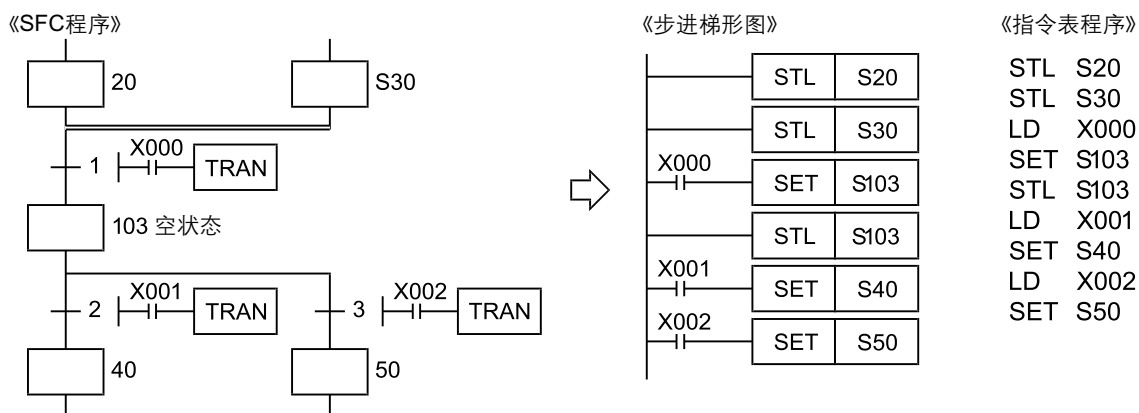 《SFC程序》
20
S30
X000
1
TRAN
103 空状态
X001
2
TRAN
X002
3
TRAN
40
50
《步进梯形图》
STL S20
STL S30
X000
SET S103
STL S103
X001
SET S40
X002
SET S50
《指令表程序》
STL S20
STL S30
LD X000
SET S103
STL S103
LD X001
SET S40
LD X002
SET S50